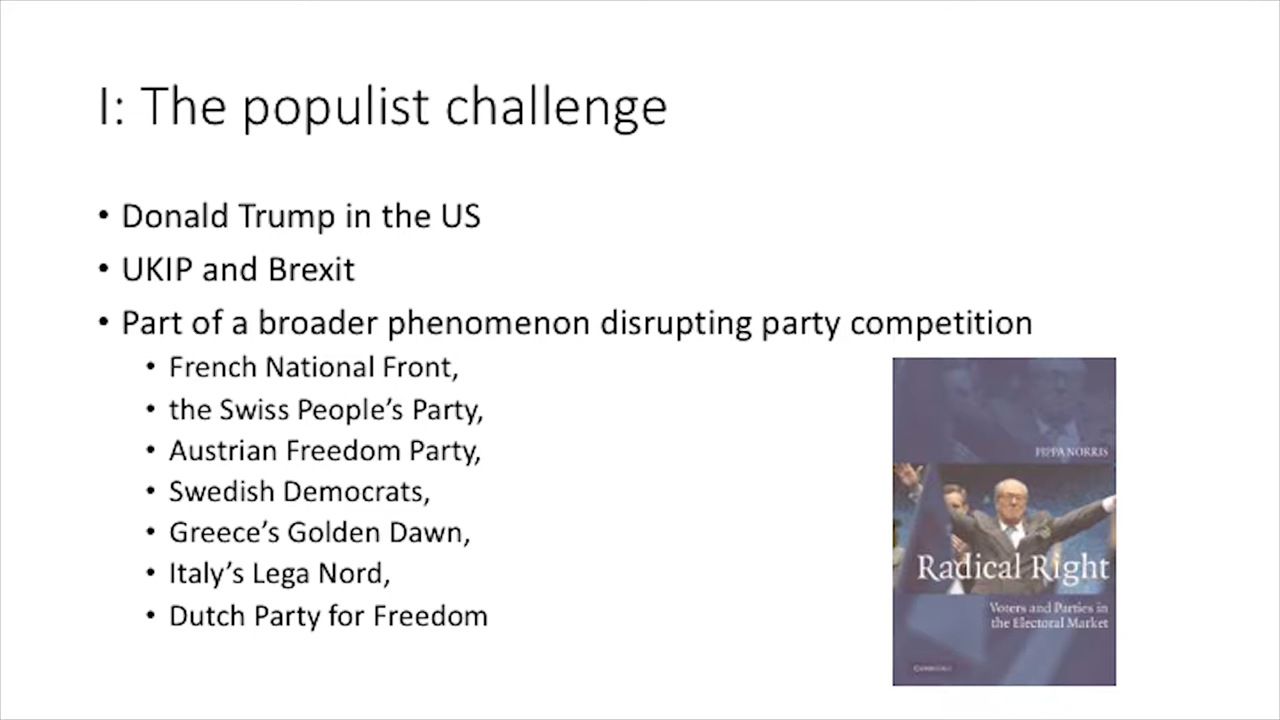 I: The populist challenge
• Donald Trump in the US
• UKIP and Brexit
• Part of a broader phenomenon disrupting party competition
• French National Front,
• the Swiss People’s Party,
• Austrian Freedom Party,
• Swedish Democrats,
• Greece’s Golden Dawn,
• Italy’s Lega Nord,
• Dutch Party for Freedom
PIPPA NORRIS
Radical Right
Voters and Parties in
the Electoral Market
CAMBRIDGE